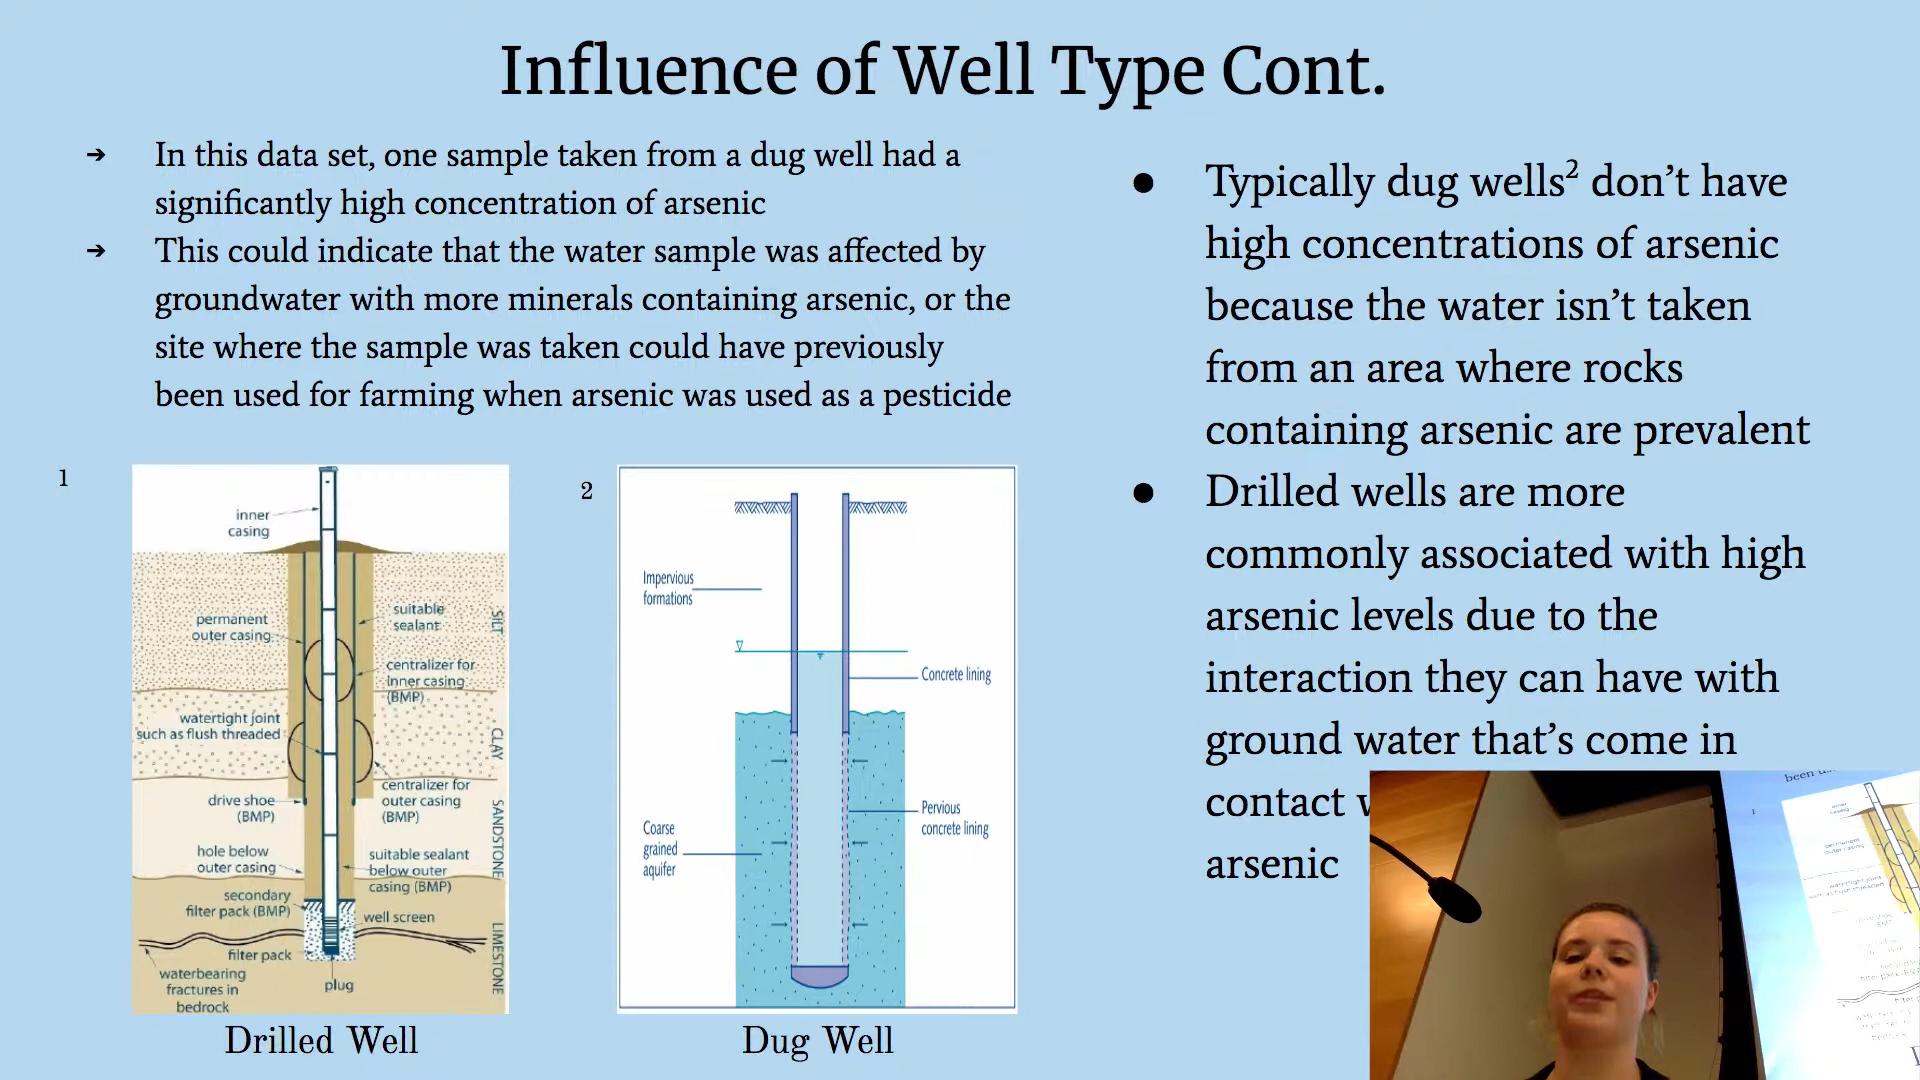 Influence of Well Type Cont.
➔ In this data set, one sample taken from a dug well had a
significantly high concentration of arsenic
➔ This could indicate that the water sample was affected by
groundwater with more minerals containing arsenic, or the
site where the sample was taken could have previously
been used for farming when arsenic was used as a pesticide
● Typically dug wells² don’t have
high concentrations of arsenic
because the water isn’t taken
from an area where rocks
containing arsenic are prevalent
● Drilled wells are more
commonly associated with high
arsenic levels due to the
interaction they can have with
ground water that’s come in
contact
arsenic
1
inner
casing
permanent
outer casing
suitable
sealant
SILT
centralizer for
inner casing
(BMP)
watertight joint
such as flush threaded
CLAY
centralizer for
outer casing
(BMP)
drive shoe
(BMP)
SANDSTONE
hole below
outer casing
suitable sealant
below outer
casing (BMP)
secondary
filter pack (BMP)
well screen
LIMESTONE
filter pack
waterbearing
fractures in
bedrock
plug
Drilled Well
2
Impervious
formations
Concrete lining
Pervious
concrete lining
Coarse
grained
aquifer
Dug Well